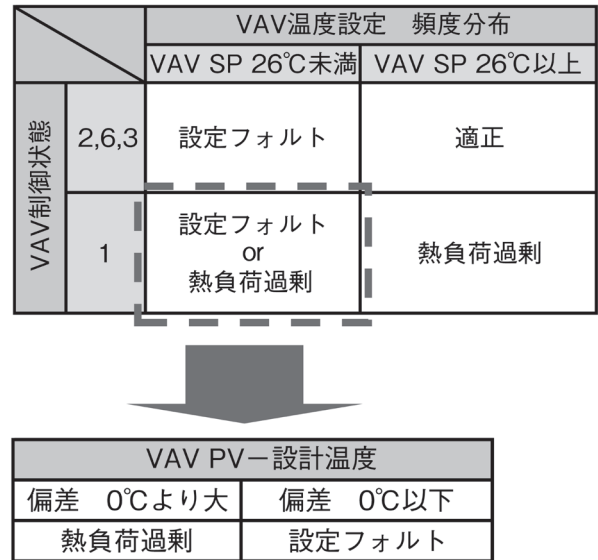 VAV温度設定　頻度分布
VAV SP 26℃未満 VAV SP 26℃以上
VAV制御状態
2,6,3 設定フォルト 適正
1 設定フォルト
or
熱負荷過剰 熱負荷過剰
VAV PV－設計温度
偏差　0℃より大 偏差　0℃以下
熱負荷過剰 設定フォルト